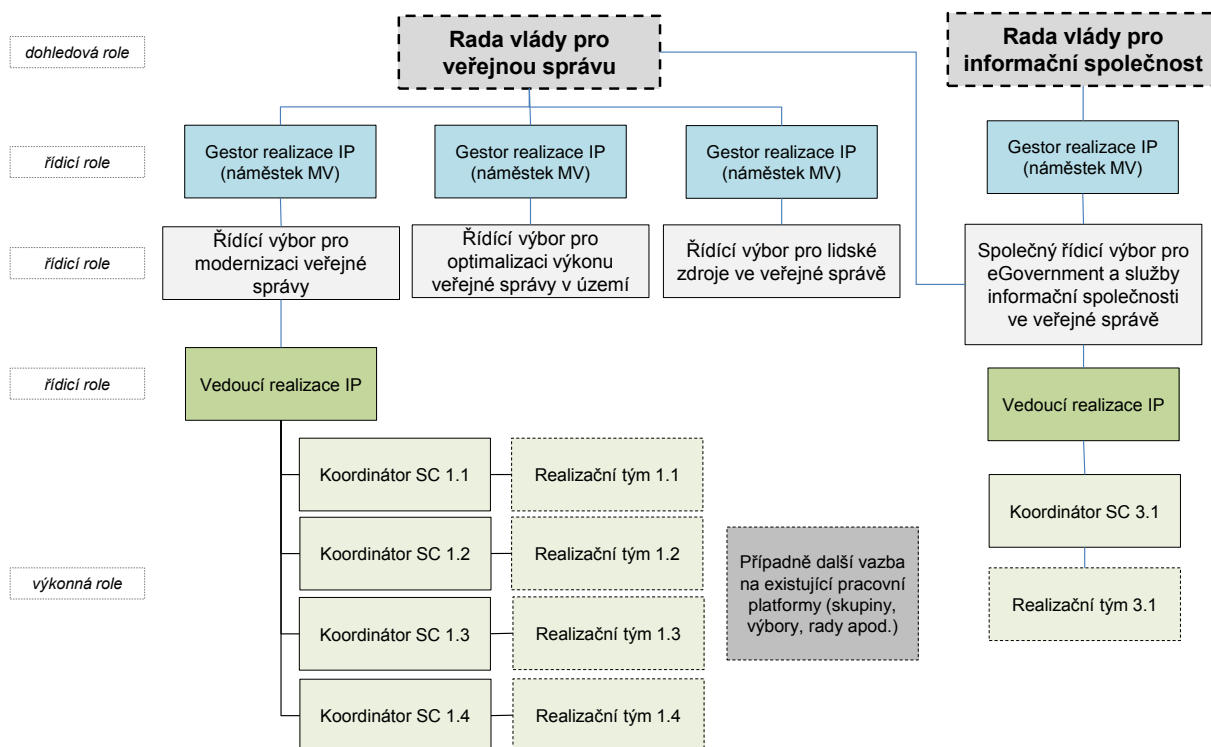 dohledová role
Rada vlády pro
veřejnou správu
Rada vlády pro
informační společnost
řídicí role
Gestor realizace IP
(náměstek MV)
Gestor realizace IP
(náměstek MV)
Gestor realizace IP
(náměstek MV)
Gestor realizace IP
(náměstek MV)
řídicí role
Řídící výbor pro
modernizaci veřejné
správy
Řídící výbor pro
optimalizaci výkonu
veřejné správy v území
Řídící výbor pro lidské
zdroje ve veřejné správě
Společný řídicí výbor pro
eGovernment a služby
informační společnosti
ve veřejné správě
řídicí role
Vedoucí realizace IP
Vedoucí realizace IP
výkonná role
Koordinátor SC 1.1
Realizační tým 1.1
Koordinátor SC 1.2
Realizační tým 1.2
Koordinátor SC 1.3
Realizační tým 1.3
Koordinátor SC 1.4
Realizační tým 1.4
Případně další vazba
na existující pracovní
platformy (skupiny,
výbory, rady apod.)
Koordinátor SC 3.1
Realizační tým 3.1